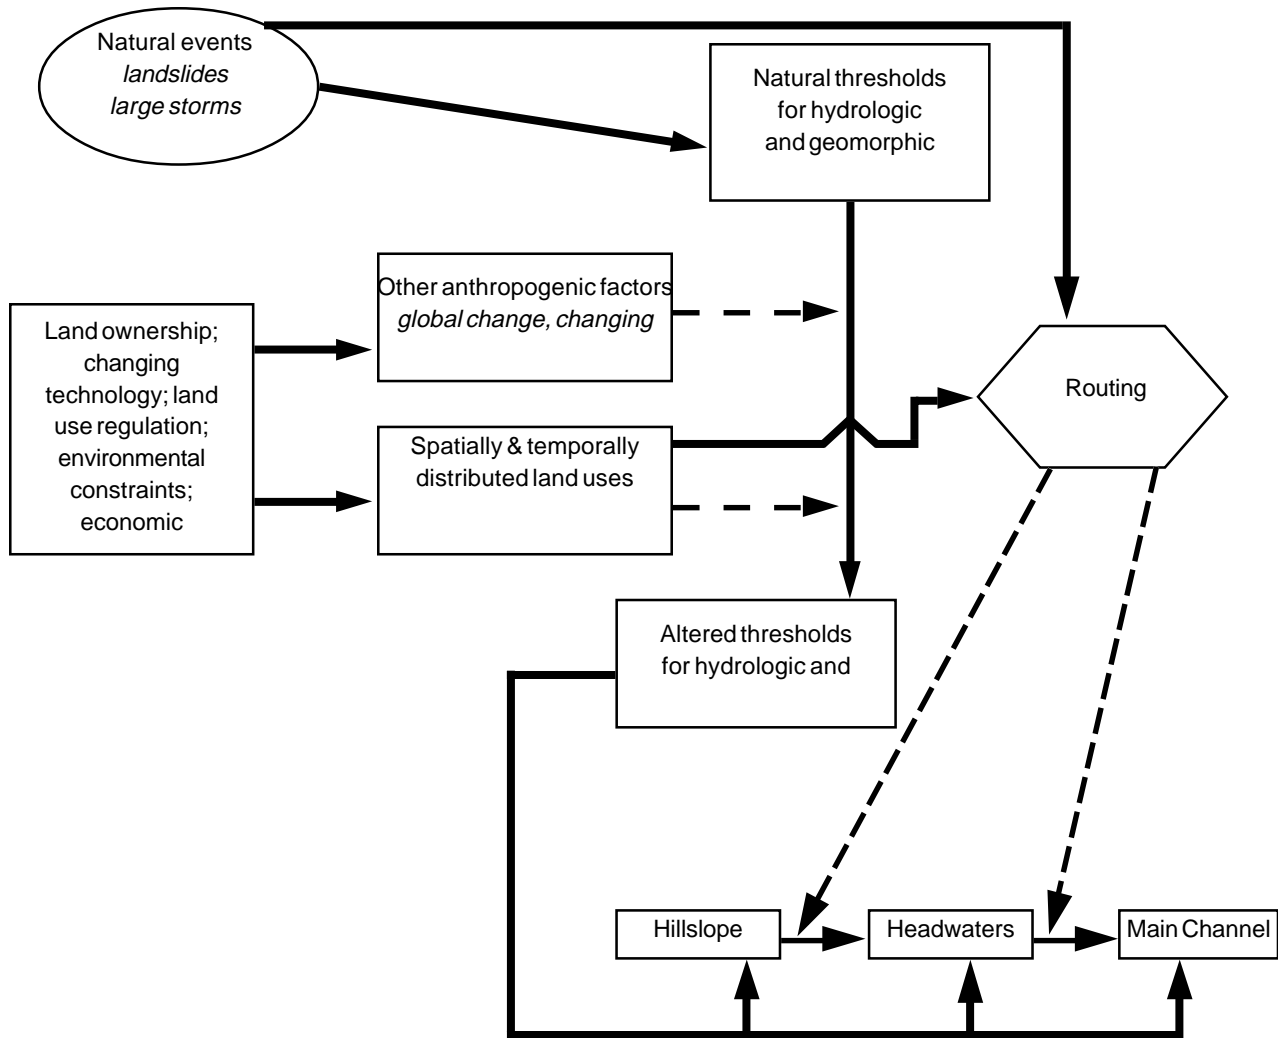 Natural events
landslides
large storms
Natural thresholds
for hydrologic
and geomorphic
Other anthropogenic factors
global change, changing
Land ownership;
changing
technology; land
use regulation;
environmental
constraints;
economic
Routing
Spatially & temporally
distributed land uses
Altered thresholds
for hydrologic and
Hillslope
Headwaters
Main Channel